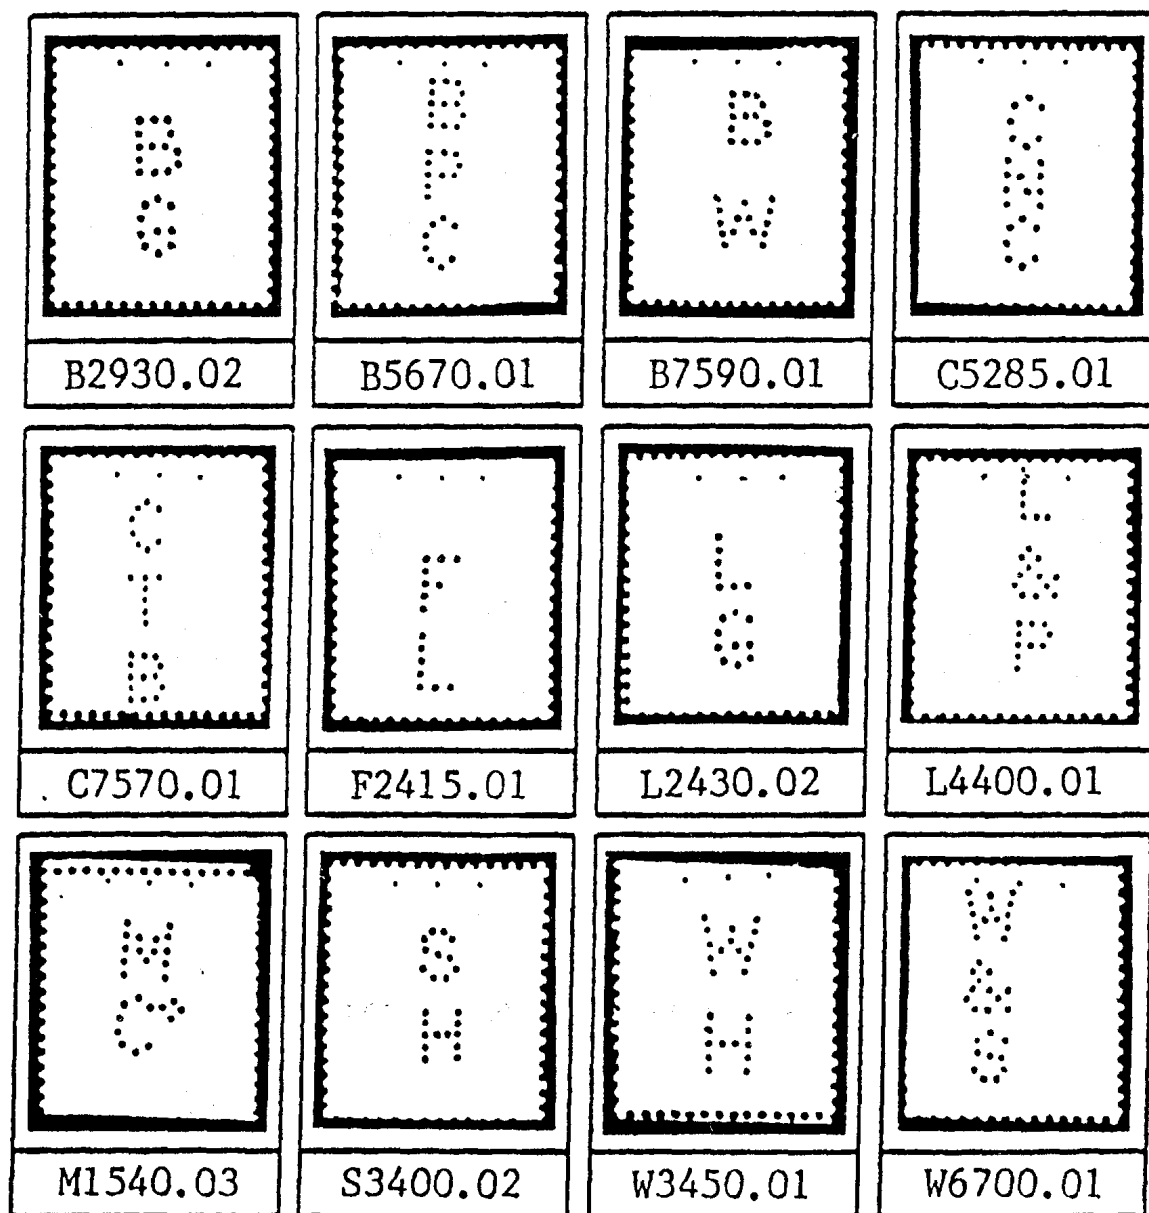 B
G
B2930.02
B
P
C
B5670.01
B
W
B7590.01
C
N
C
C5285.01
C
T
B
C7570.01
F
L
F2415.01
L
G
L2430.02
L
&
P
L4400.01
M
C
M1540.03
S
H
S3400.02
W
H
W3450.01
W
&
G
W6700.01